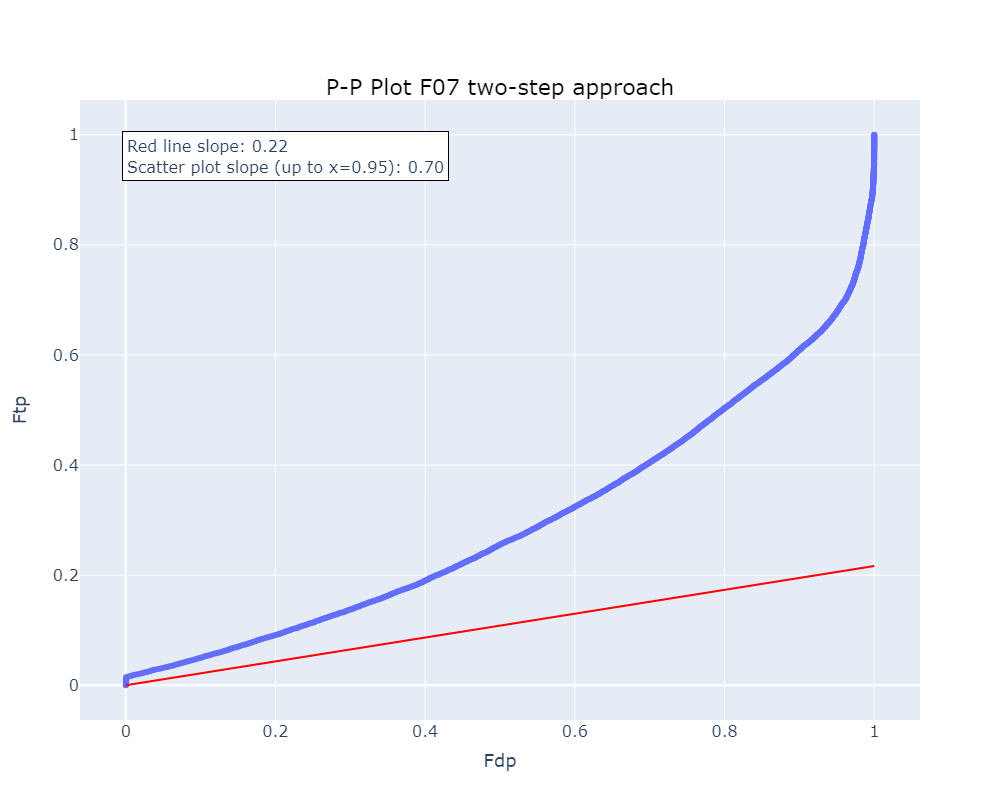 P-P Plot F07 two-step approach
Red line slope: 0.22
Scatter plot slope (up to x=0.95): 0.70
1
0.8
0.6
0.4
0.2
0
Ftp
0 0.2 0.4 0.6 0.8 1
Fdp